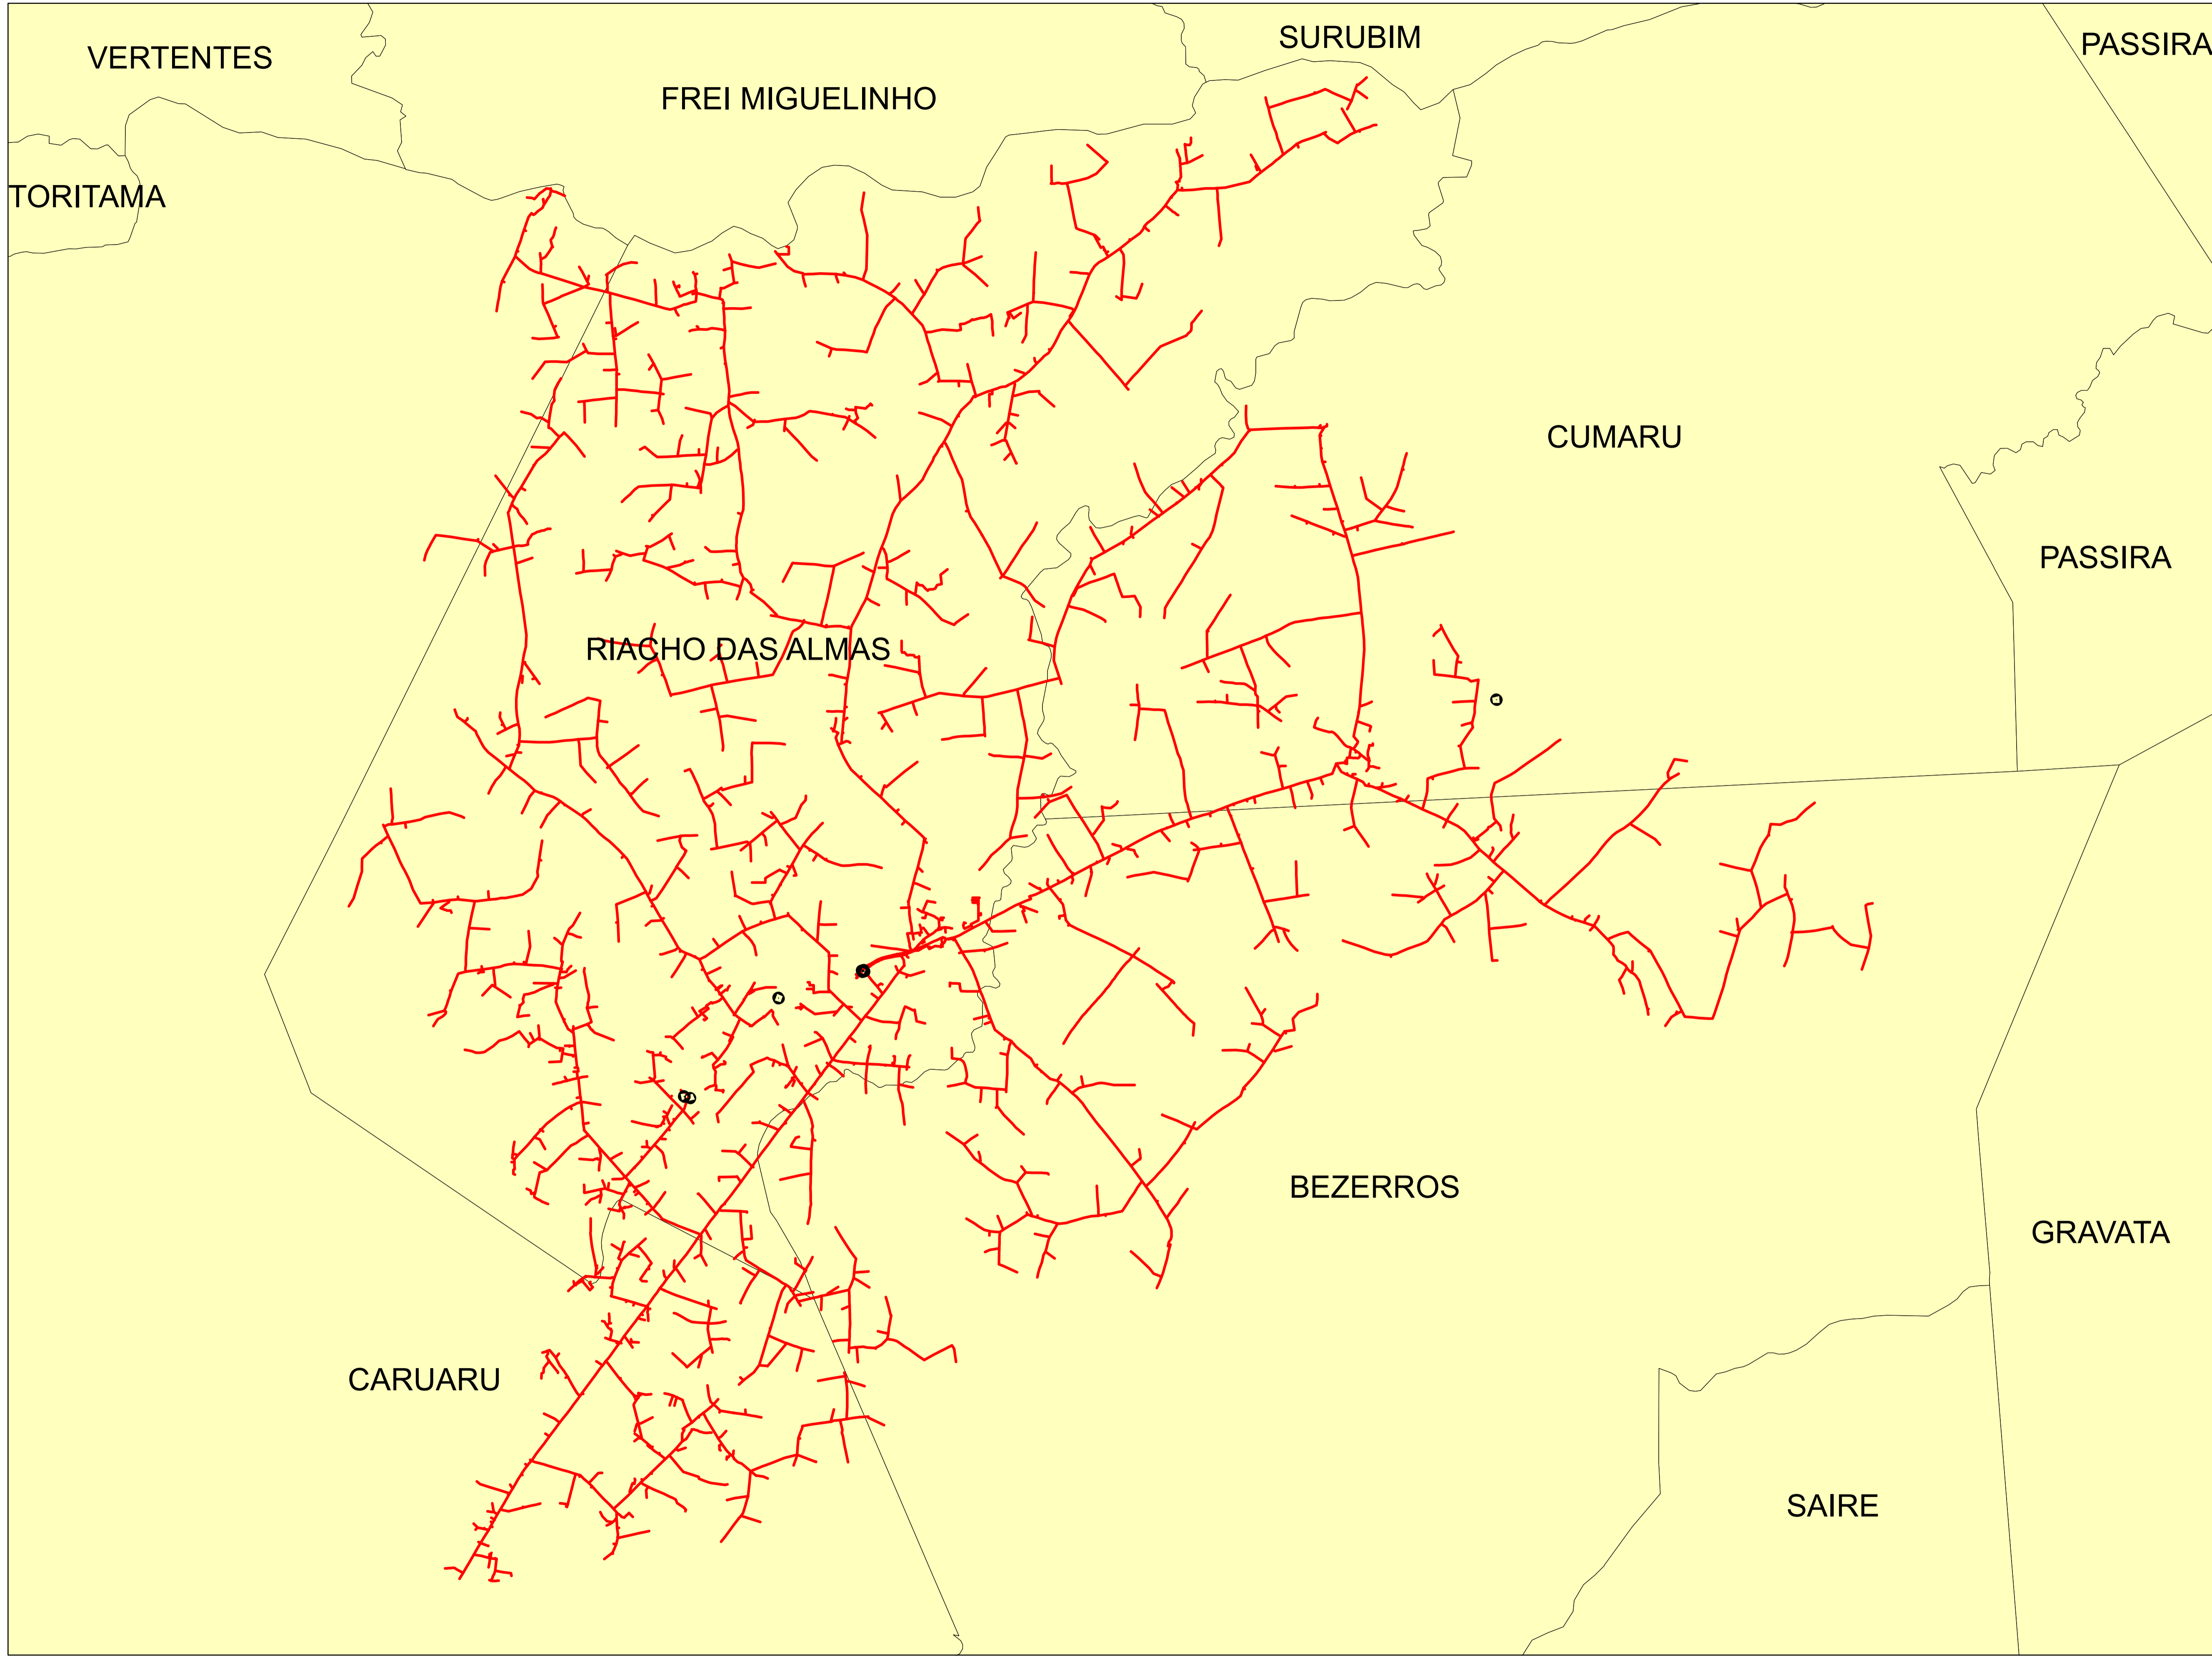 SURUBIM
PASSIRA
VERTENTES
FREI MIGUELINHO
TORITAMA
CUMARU
PASSIRA
RIACHO DAS ALMAS
BEZERROS
GRAVATA
CARUARU
SAIRE